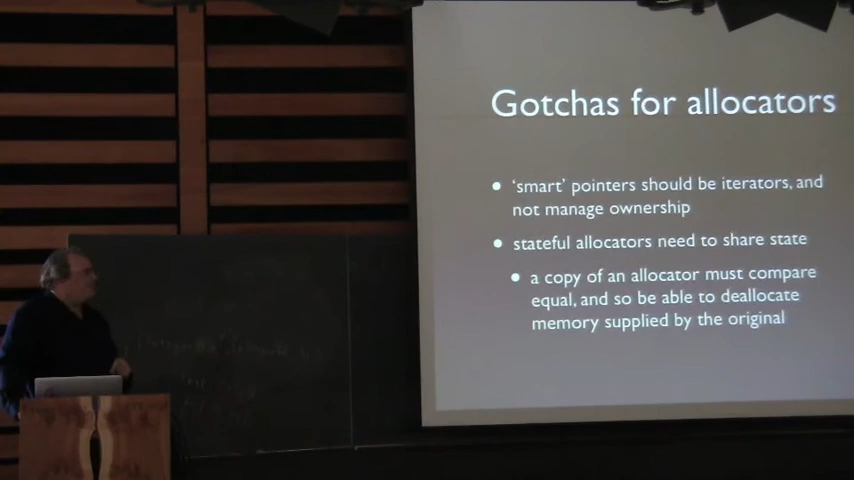 Gotchas for allocators
• 'smart' pointers should be iterators, and
not manage ownership
• stateful allocators need to share state
• a copy of an allocator must compare
equal, and so be able to deallocate
memory supplied by the original